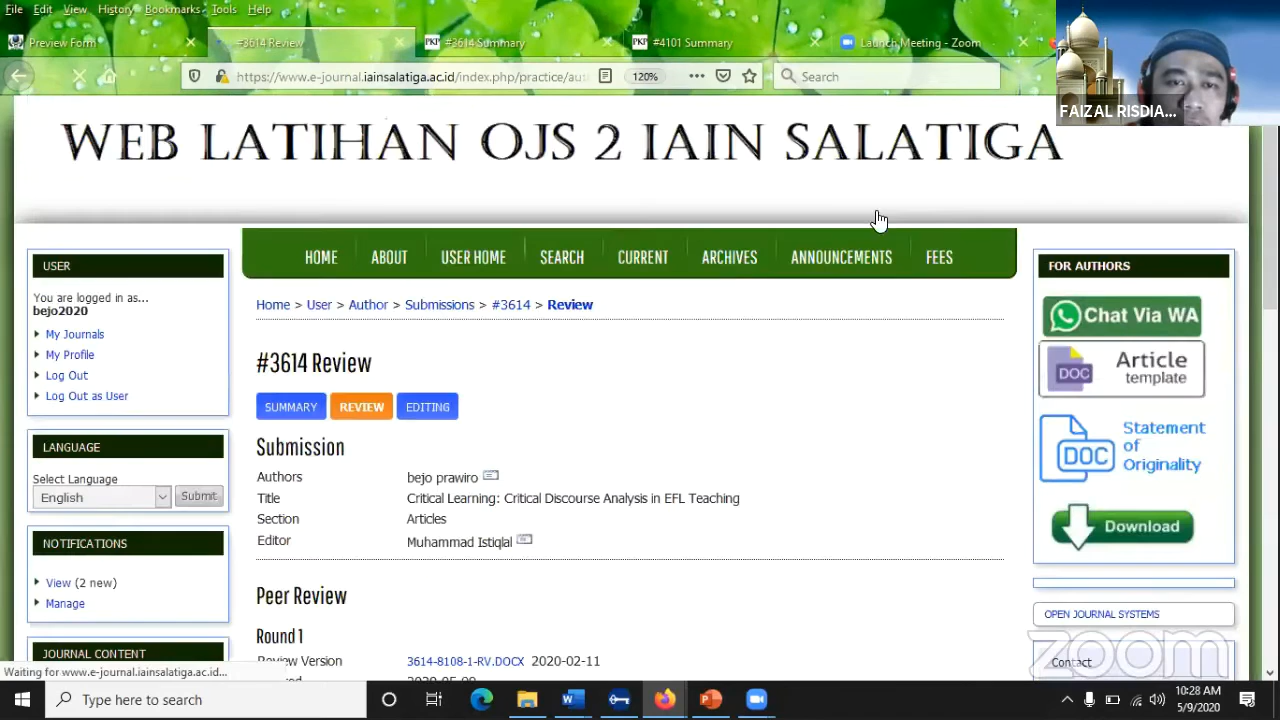 File Edit View History Bookmarks Tools Help
Preview Form
#3614 Review
PKP #3614 Summary
PKP #4101 Summary
Launch Meeting - Zoom
https://www.e-journal.iainsalatiga.ac.id/index.php/practice/aut
120%
Search
FAIZAL RISDIA...
WEB LATIHAN OJS 2 IAIN SALATIGA
HOME ABOUT USER HOME SEARCH CURRENT ARCHIVES ANNOUNCEMENTS FEES
USER
You are logged in as...
bejo2020
My Journals
My Profile
Log Out
Log Out as User
LANGUAGE
Select Language
English Submit
NOTIFICATIONS
View (2 new)
Manage
JOURNAL CONTENT
Home > User > Author > Submissions > #3614 > Review
#3614 Review
SUMMARY REVIEW EDITING
Submission
Authors bejo prawiro
Title Critical Learning: Critical Discourse Analysis in EFL Teaching
Section Articles
Editor Muhammad Istiqlal
Peer Review
Round 1
Review Version 3614-8108-1-RV.DOCX 2020-02-11
FOR AUTHORS
Chat Via WA
DOC Article
template
DOC Statement
of
Originality
Download
OPEN JOURNAL SYSTEMS
Contact
zoom
Waiting for www.e-journal.iainsalatiga.ac.id...
Type here to search
10:28 AM
5/9/2020